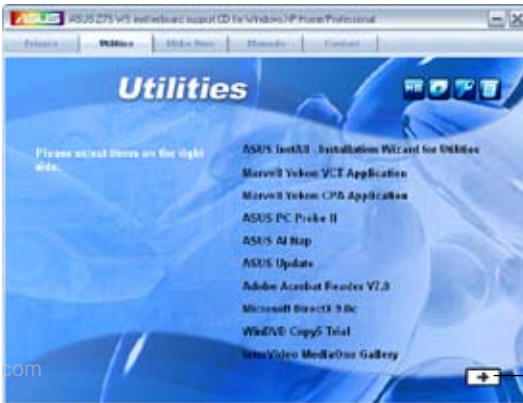 ASUS Z7S WS motherboard support CD for Windows XP Home/Professional
Drivers Utilities Make Disk Manuals Contact
Utilities
Please select items on the right
side.
ASUS InstAll - Installation Wizard for Utilities
Marvell Yukon VCT Application
Marvell Yukon CPA Application
ASUS PC Probe II
ASUS AI Nap
ASUS Update
Adobe Acrobat Reader V7.0
Microsoft DirectX 9.0c
WinDVD Copy5 Trial
InterVideo MediaOne Gallery
com